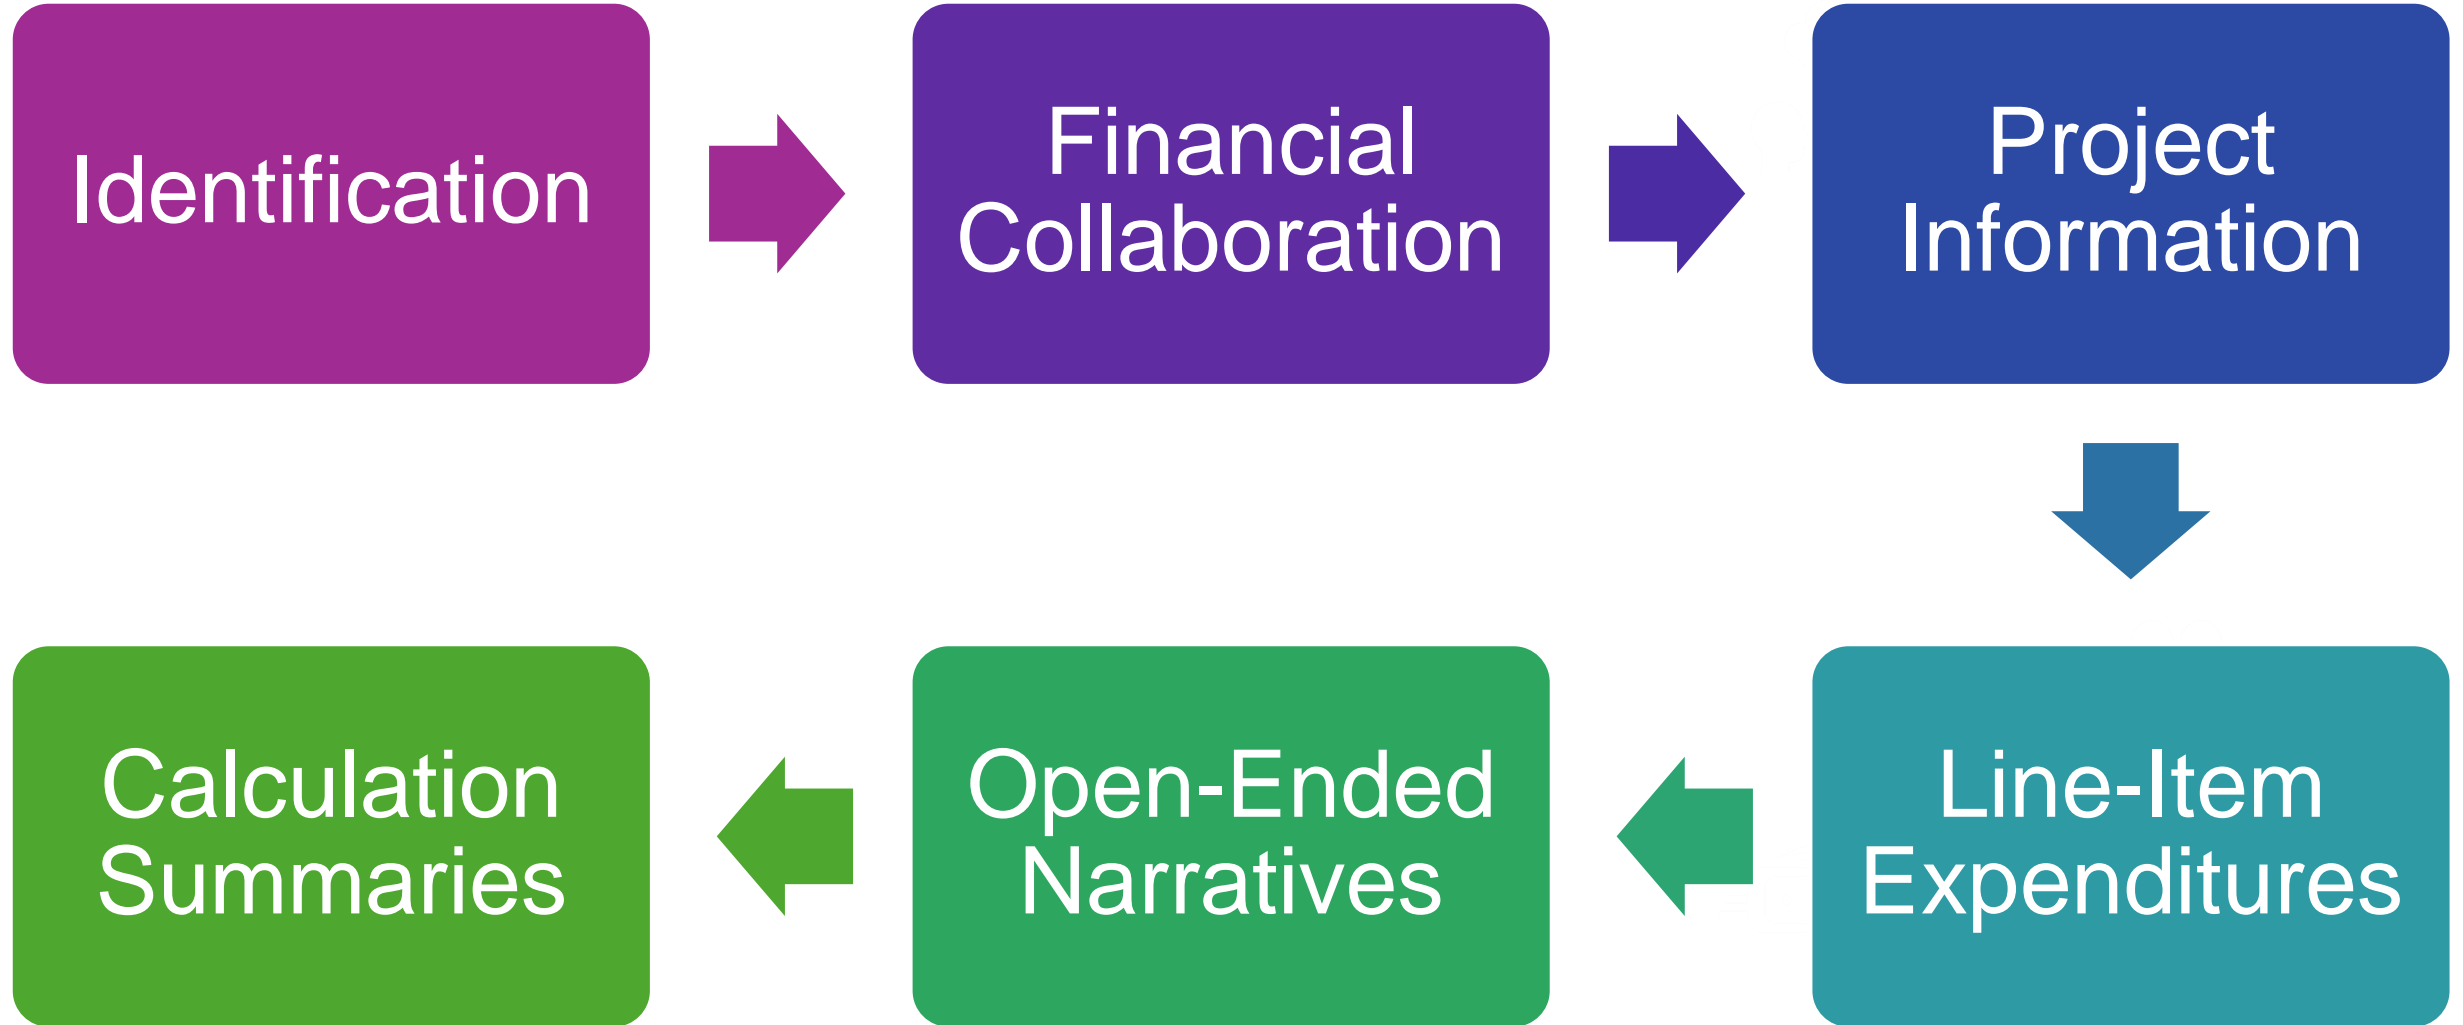 Identification
Financial
Collaboration
Project
Information
Line-Item
Expenditures
Open-Ended
Narratives
Calculation
Summaries